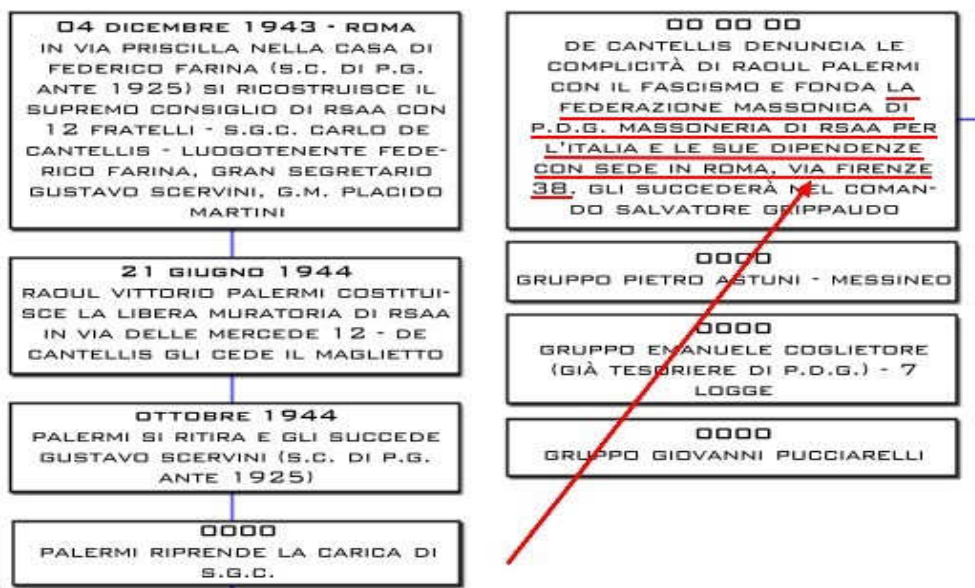 04 DICEMBRE 1943 - ROMA
IN VIA PRISCILLA NELLA CASA DI
FEDERICO FARINA (S.C. DI P.G.
ANTE 1925) SI RICOSTRUISCE IL
SUPREMO CONSIGLIO DI RSAA CON
12 FRATELLI - S.G.C. CARLO DE
CANTELLIS - LUOGOTENENTE FEDE-
RICO FARINA, GRAN SEGRETARIO
GUSTAVO SCERVINI, G.M. PLACIDO
MARTINI
21 GIUGNO 1944
RAOUL VITTORIO PALERMI COSTITUI-
SCE LA LIBERA MURATORIA DI RSAA
IN VIA DELLE MERCEDE 12 - DE
CANTELLIS GLI CEDE IL MAGLIETTO
OTTOBRE 1944
PALERMI SI RITIRA E GLI SUCCEDE
GUSTAVO SCERVINI (S.C. DI P.G.
ANTE 1925)
0000
PALERMI RIPRENDE LA CARICA DI
S.G.C.
00 00 00
DE CANTELLIS DENUNCIA LE
COMPLICITÀ DI RAOUL PALERMI
CON IL FASCISMO E FONDA LA
FEDERAZIONE MASSONICA DI
P.D.G. MASSONERIA DI RSAA PER
L'ITALIA E LE SUE DIPENDENZE
CON SEDE IN ROMA, VIA FIRENZE
38. GLI SUCCEDERÀ NEL COMAN-
DO SALVATORE GRIPPAUDO
0000
GRUPPO PIETRO ASTUNI - MESSINEO
0000
GRUPPO EMANUELE COGLIETORE
(GIÀ TESORIERE DI P.D.G.) - 7
LOGGE
0000
GRUPPO GIOVANNI PUCCIARELLI